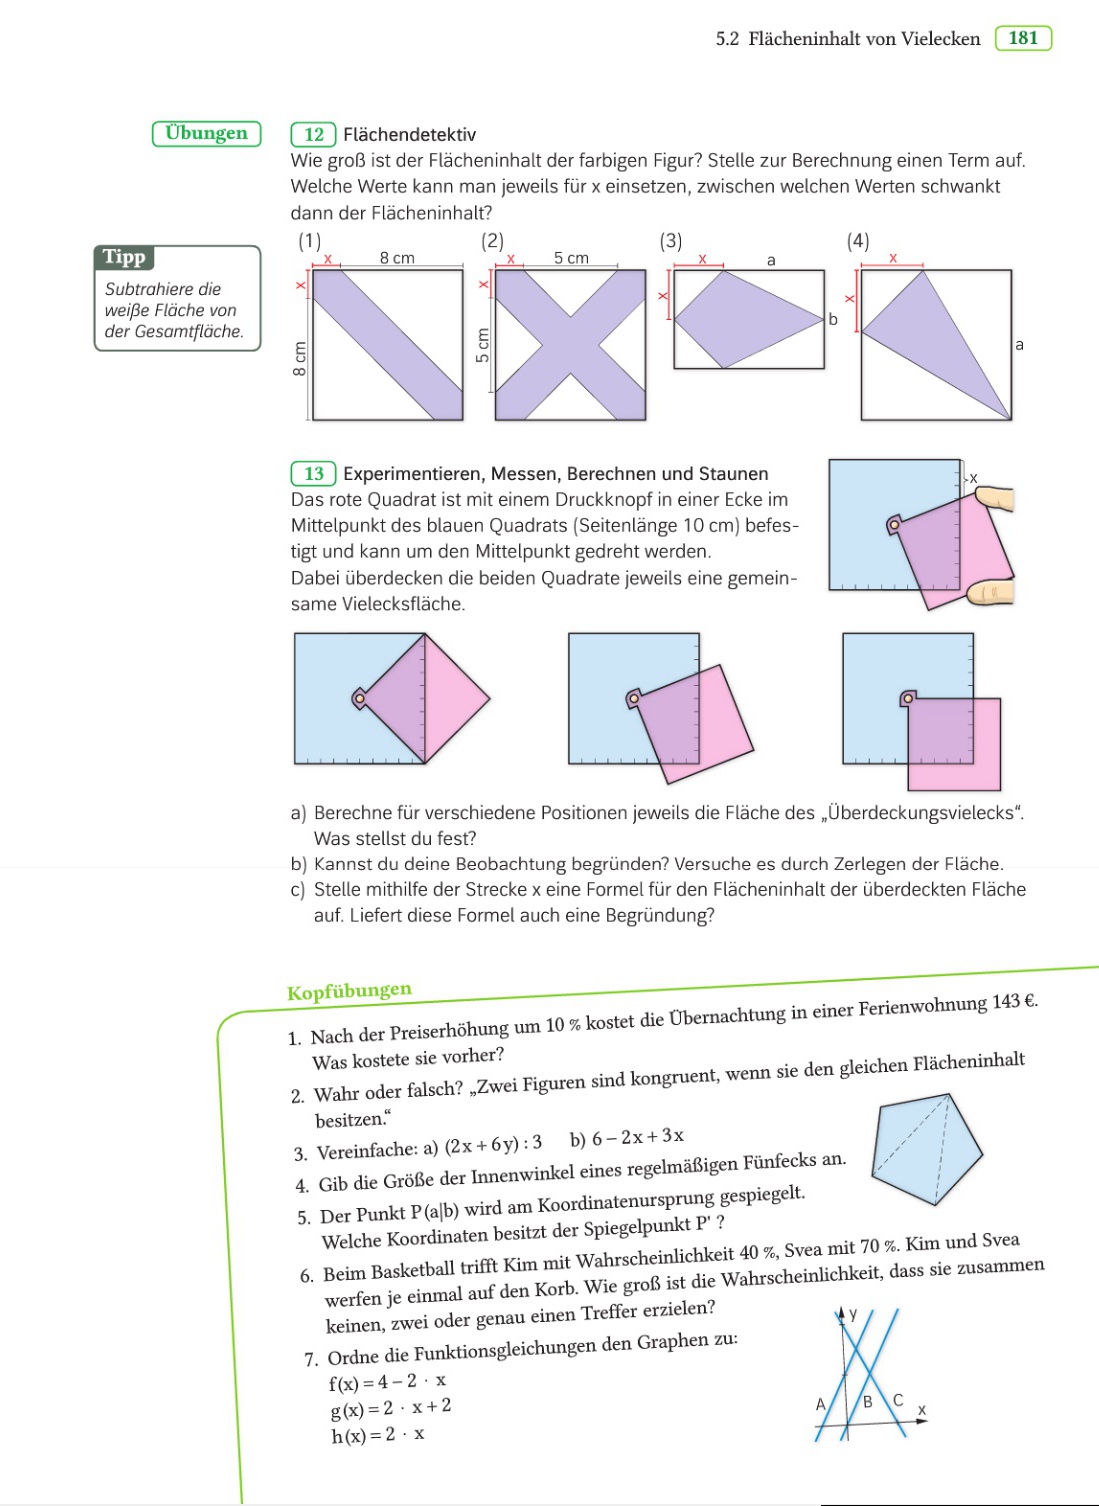 5.2 Flächeninhalt von Vielecken 181
Übungen
12 Flächendetektiv
Wie groß ist der Flächeninhalt der farbigen Figur? Stelle zur Berechnung einen Term auf.
Welche Werte kann man jeweils für x einsetzen, zwischen welchen Werten schwankt
dann der Flächeninhalt?
Tipp
Subtrahiere die
weiße Fläche von
der Gesamtfläche.
(1) (2) (3) (4)
x 8 cm x 5 cm x a x
x x x x
b
8 cm 5 cm a
13 Experimentieren, Messen, Berechnen und Staunen
Das rote Quadrat ist mit einem Druckknopf in einer Ecke im
Mittelpunkt des blauen Quadrats (Seitenlänge 10 cm) befes-
tigt und kann um den Mittelpunkt gedreht werden.
Dabei überdecken die beiden Quadrate jeweils eine gemein-
same Vielecksfläche.
x
a) Berechne für verschiedene Positionen jeweils die Fläche des „Überdeckungsvielecks“.
Was stellst du fest?
b) Kannst du deine Beobachtung begründen? Versuche es durch Zerlegen der Fläche.
c) Stelle mithilfe der Strecke x eine Formel für den Flächeninhalt der überdeckten Fläche
auf. Liefert diese Formel auch eine Begründung?
Kopfübungen
1. Nach der Preiserhöhung um 10 % kostet die Übernachtung in einer Ferienwohnung 143 €.
Was kostete sie vorher?
2. Wahr oder falsch? „Zwei Figuren sind kongruent, wenn sie den gleichen Flächeninhalt
besitzen.“
3. Vereinfache: a) (2x + 6y) : 3 b) 6 – 2x + 3x
4. Gib die Größe der Innenwinkel eines regelmäßigen Fünfecks an.
5. Der Punkt P(a|b) wird am Koordinatenursprung gespiegelt.
Welche Koordinaten besitzt der Spiegelpunkt P' ?
6. Beim Basketball trifft Kim mit Wahrscheinlichkeit 40 %, Svea mit 70 %. Kim und Svea
werfen je einmal auf den Korb. Wie groß ist die Wahrscheinlichkeit, dass sie zusammen
keinen, zwei oder genau einen Treffer erzielen?
7. Ordne die Funktionsgleichungen den Graphen zu:
f(x) = 4 – 2 · x
g(x) = 2 · x + 2
h(x) = 2 · x
y
A B C x